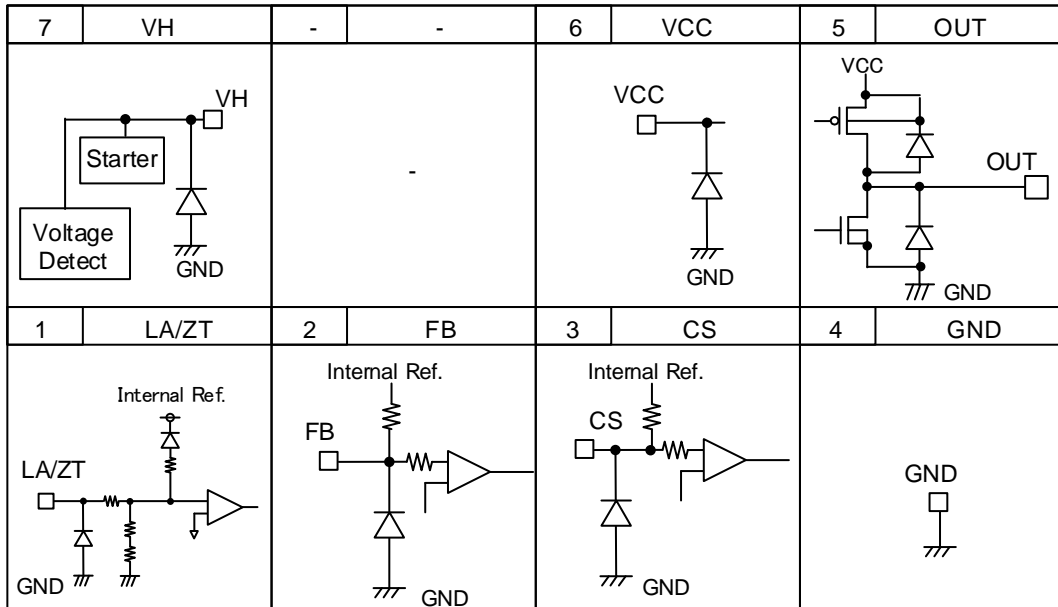 7 VH - - 6 VCC 5 OUT
VH
Starter
Voltage
Detect
GND
-
VCC
GND
VCC
OUT
GND
1 LA/ZT 2 FB 3 CS 4 GND
Internal Ref.
LA/ZT
GND
Internal Ref.
FB
GND
Internal Ref.
CS
GND
GND